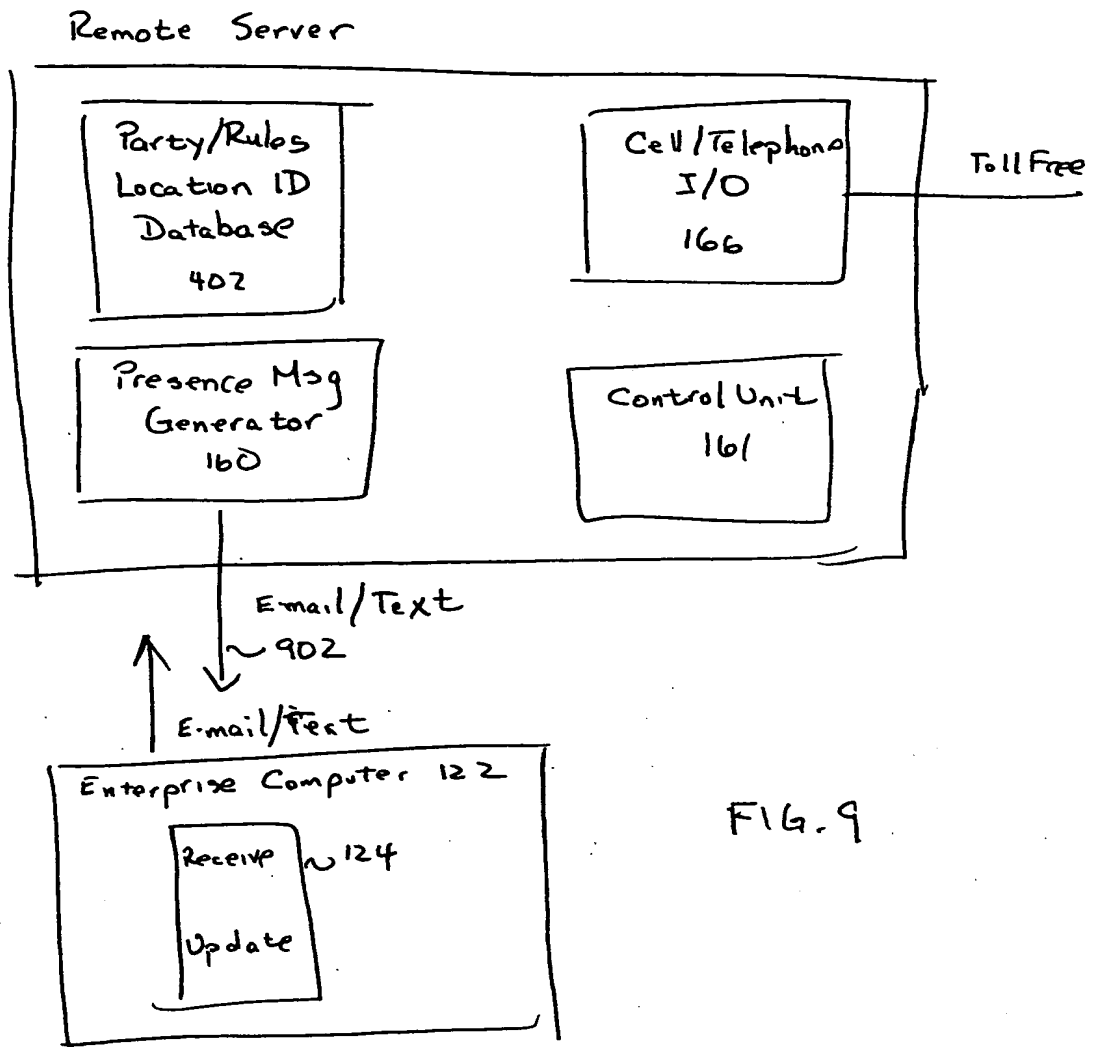 Remote Server
Party/Rules
Location ID
Database
402
Cell/Telephone
I/O
166
Toll Free
Presence Msg
Generator
160
Control Unit
161
E-mail/Text
902
E-mail/Text
Enterprise Computer 122
Receive
124
Update
FIG. 9